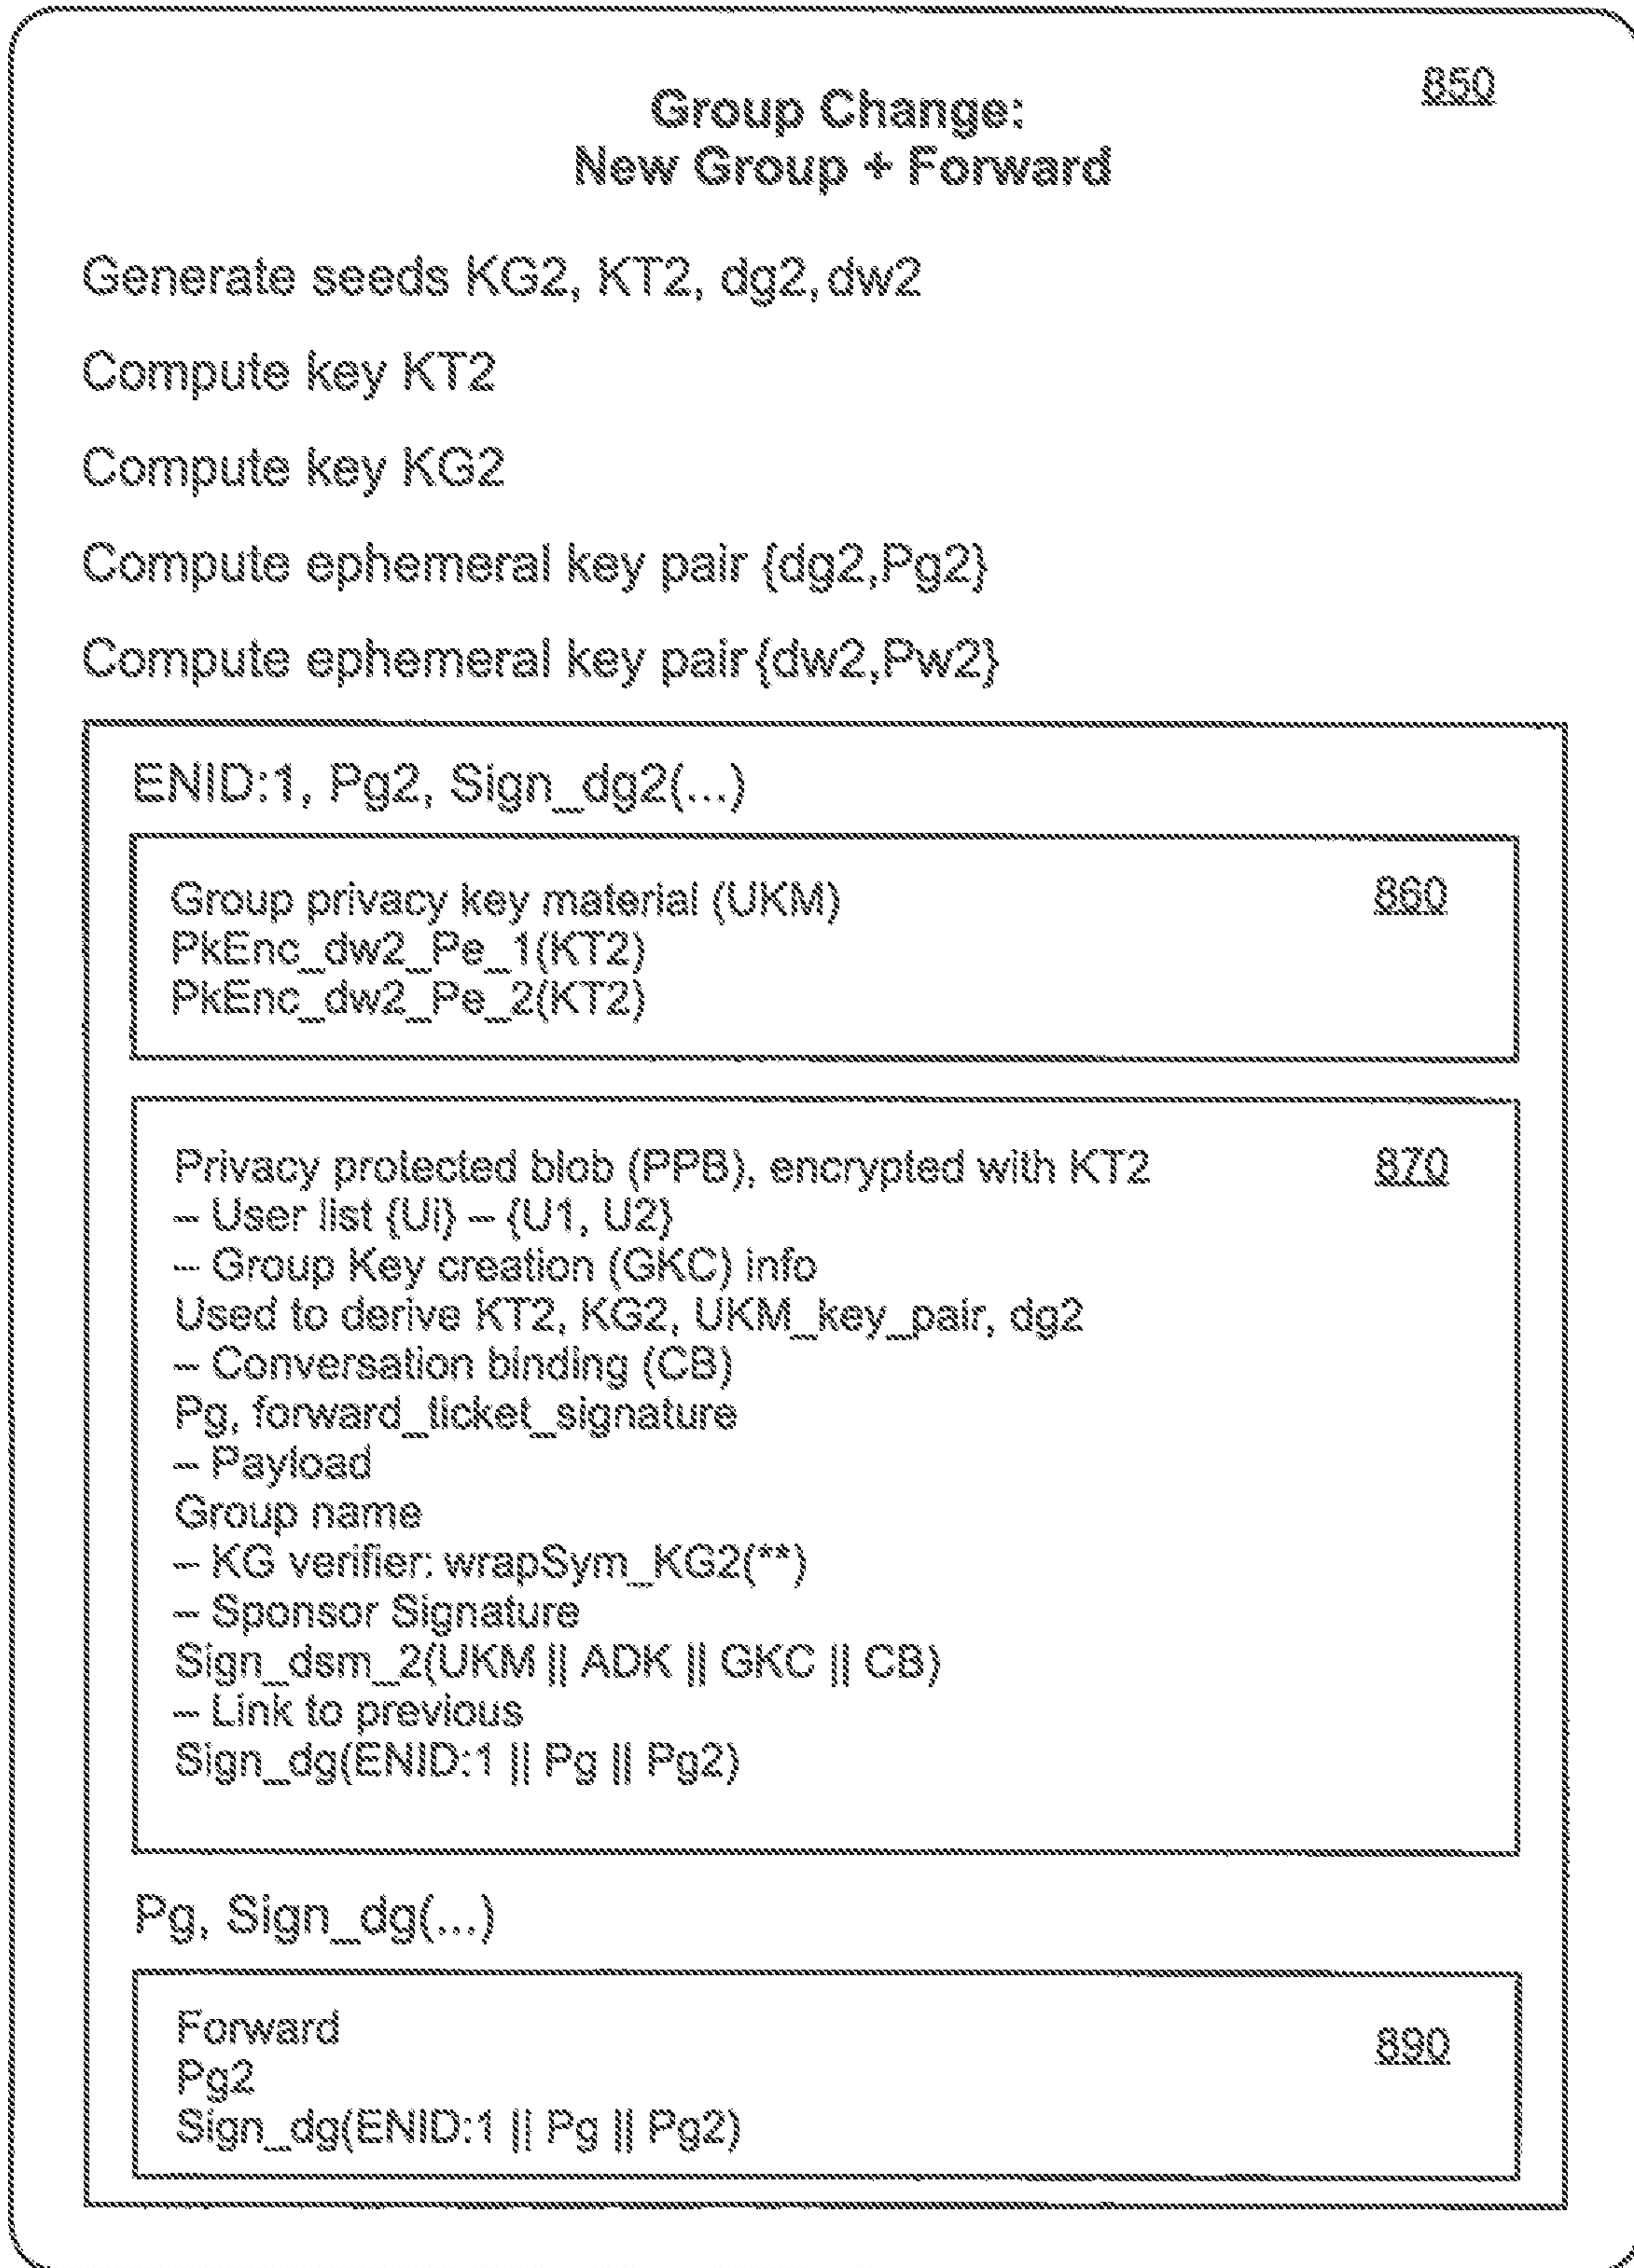 850
Group Change:
New Group + Forward
Generate seeds KG2, KT2, dg2, dw2
Compute key KT2
Compute key KG2
Compute ephemeral key pair {dg2,Pg2}
Compute ephemeral key pair {dw2,Pw2}
ENID:1, Pg2, Sign_dg2(...)
Group privacy key material (UKM) 860
PkEnc_dw2_Pe_1(KT2)
PkEnc_dw2_Pe_2(KT2)
Privacy protected blob (PPB), encrypted with KT2 870
– User list {Ui} – {U1, U2}
– Group Key creation (GKC) info
Used to derive KT2, KG2, UKM_key_pair, dg2
– Conversation binding (CB)
Pg, forward_ticket_signature
– Payload
Group name
– KG verifier: wrapSym_KG2(**)
– Sponsor Signature
Sign_dsm_2(UKM || ADK || GKC || CB)
– Link to previous
Sign_dg(ENID:1 || Pg || Pg2)
Pg, Sign_dg(...)
Forward 890
Pg2
Sign_dg(ENID:1 || Pg || Pg2)